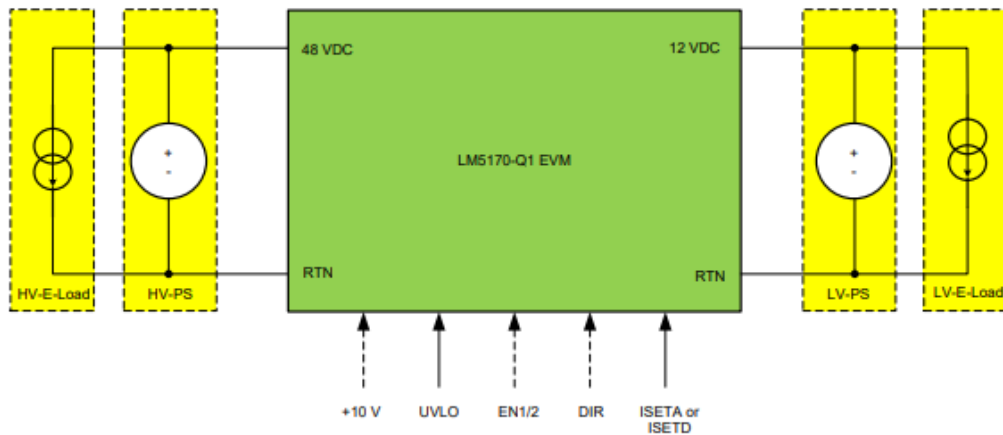 48 VDC
12 VDC
+
-
LM5170-Q1 EVM
+
-
RTN
RTN
HV-E-Load
HV-PS
LV-PS
LV-E-Load
+10 V
UVLO
EN1/2
DIR
ISETA or
ISETD